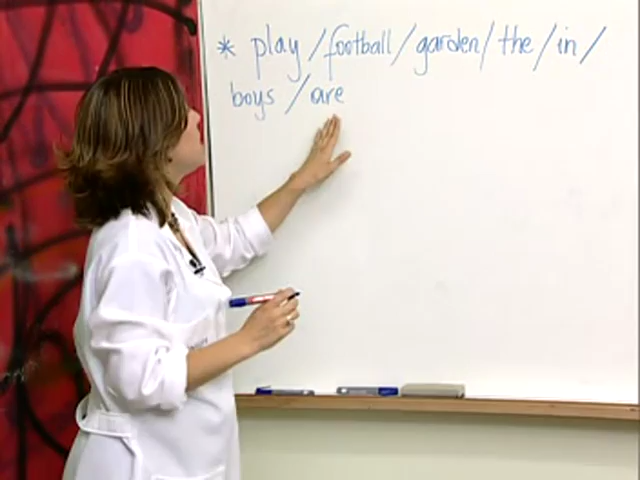 * play / football / garden / the / in /
boys / are